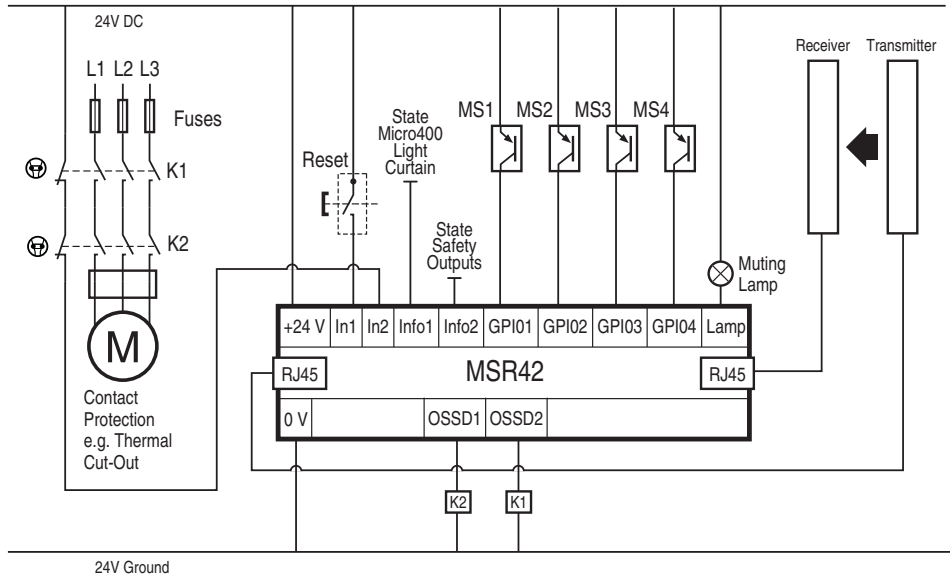 24V DC
Receiver
Transmitter
L1 L2 L3
Fuses
K1
K2
M
Contact
Protection
e.g. Thermal
Cut-Out
Reset
State
Micro400
Light
Curtain
State
Safety
Outputs
MS1
MS2
MS3
MS4
Muting
Lamp
+24 V In1 In2 Info1 Info2 GPI01 GPI02 GPI03 GPI04 Lamp
RJ45
MSR42
RJ45
0 V
OSSD1 OSSD2
K2
K1
24V Ground